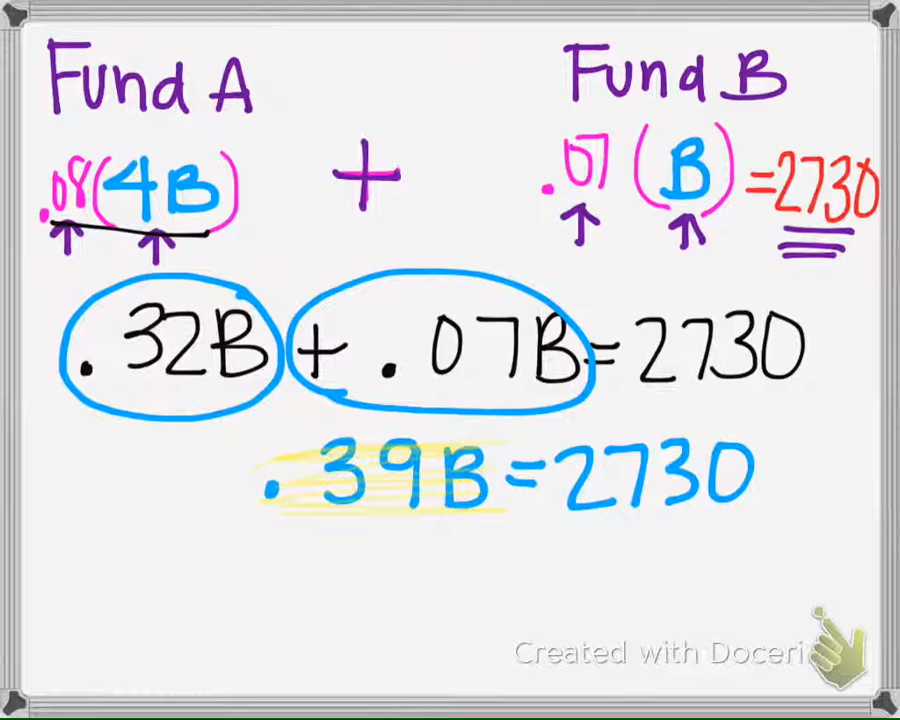 Fund A Fund B
.08(4B) + .07(B)=2730
.32B + .07B=2730
.39B=2730
Created with Doceri